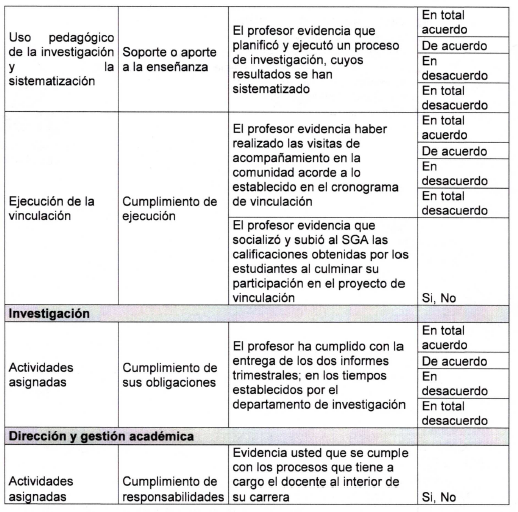 Uso pedagógico
de la investigación
y la
sistematización
Soporte o aporte
a la enseñanza
El profesor evidencia que
planificó y ejecutó un proceso
de investigación, cuyos
resultados se han
sistematizado
En total
acuerdo
De acuerdo
En
desacuerdo
En total
desacuerdo
Ejecución de la
vinculación
Cumplimiento de
ejecución
El profesor evidencia haber
realizado las visitas de
acompañamiento en la
comunidad acorde a lo
establecido en el cronograma
de vinculación
En total
acuerdo
De acuerdo
En
desacuerdo
En total
desacuerdo
El profesor evidencia que
socializó y subió al SGA las
calificaciones obtenidas por los
estudiantes al culminar su
participación en el proyecto de
vinculación
Si, No
Investigación
Actividades
asignadas
Cumplimiento de
sus obligaciones
El profesor ha cumplido con la
entrega de los dos informes
trimestrales; en los tiempos
establecidos por el
departamento de investigación
En total
acuerdo
De acuerdo
En
desacuerdo
En total
desacuerdo
Dirección y gestión académica
Actividades
asignadas
Cumplimiento de
responsabilidades
Evidencia usted que se cumple
con los procesos que tiene a
cargo el docente al interior de
su carrera
Si, No